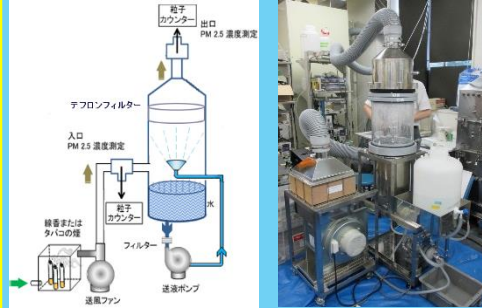 粒子
カウンター
出口
PM 2.5 濃度測定
テフロンフィルター
入口
PM 2.5 濃度測定
粒子
カウンター
水
線香または
タバコの煙
フィルター
送風ファン
送液ポンプ